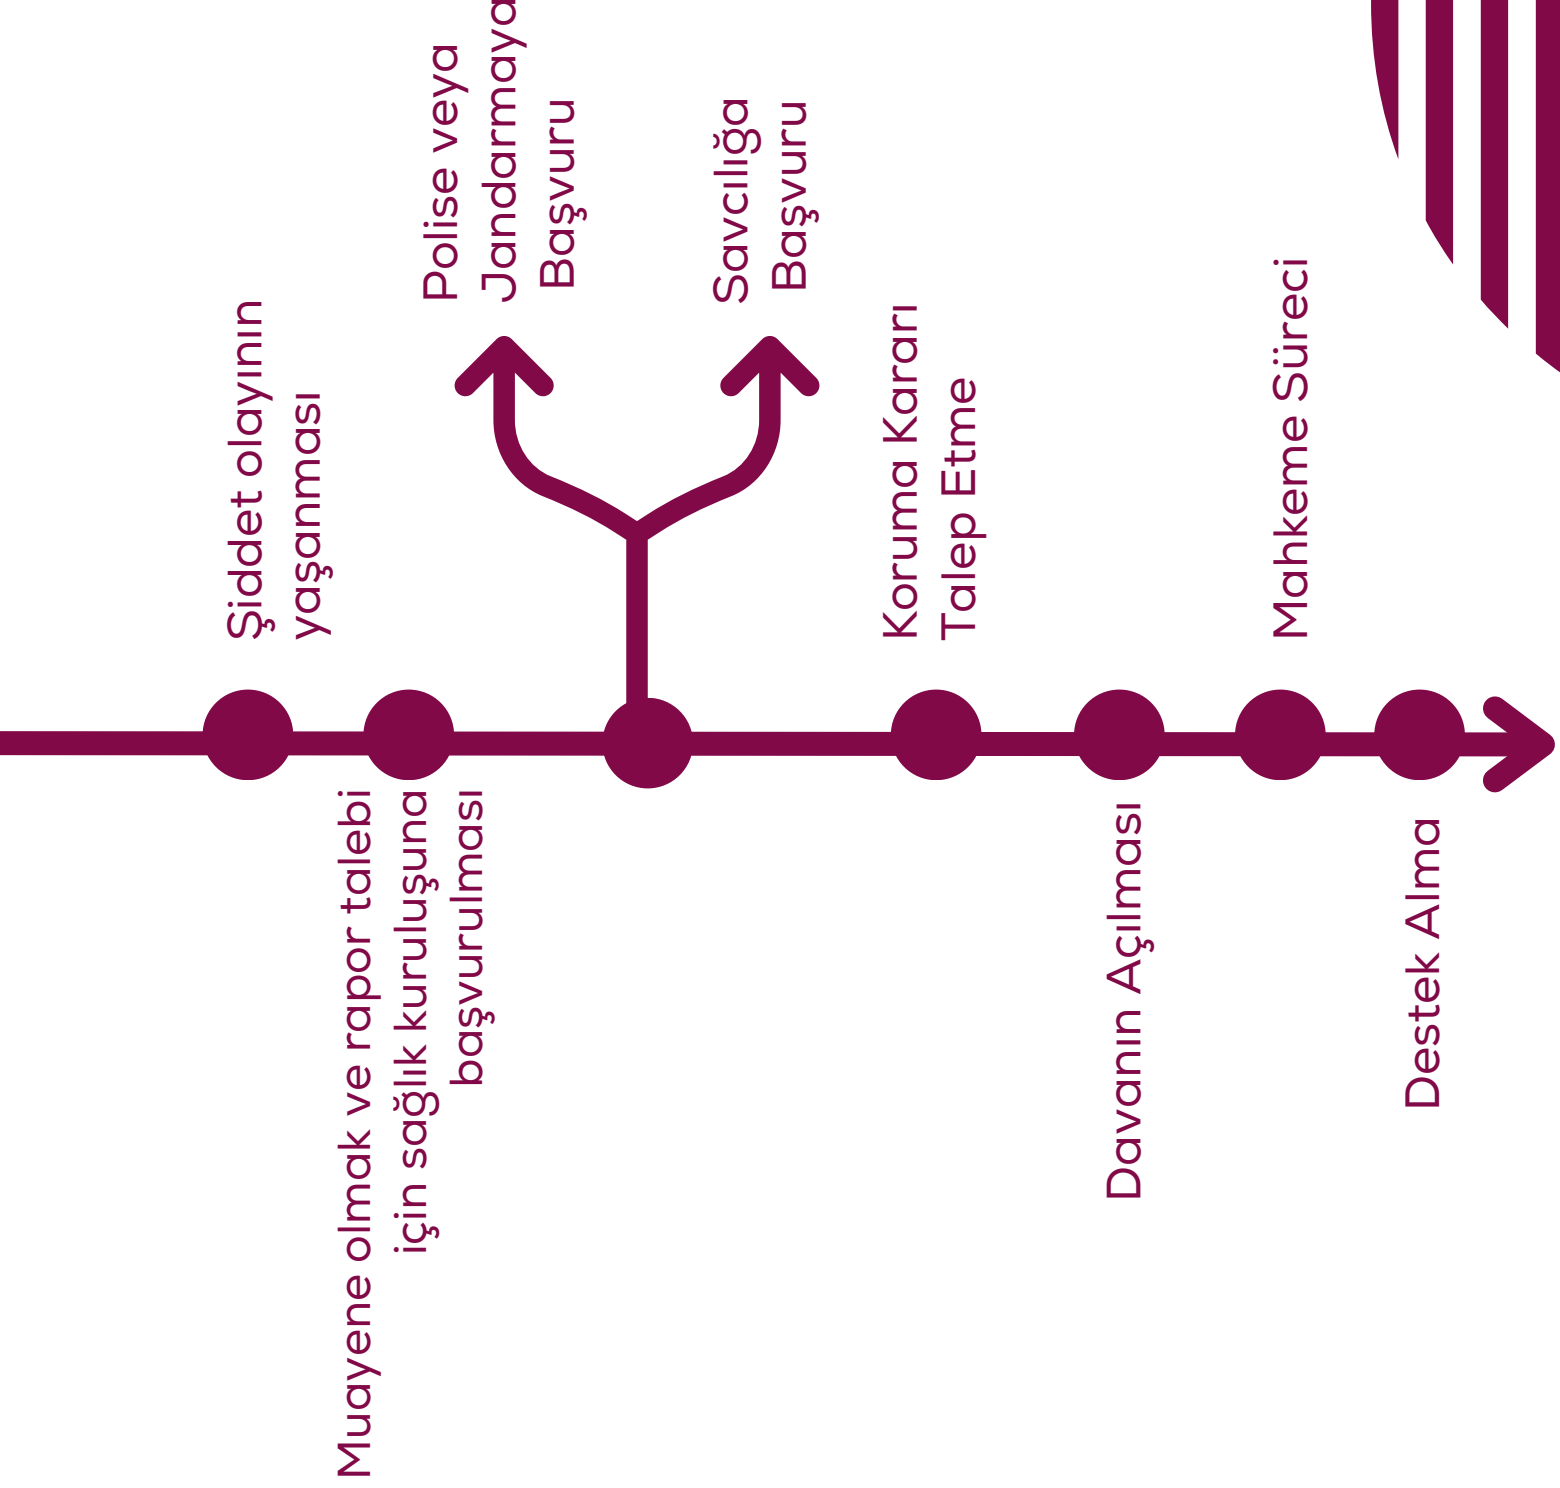 Şiddet olayının
yaşanması
Muayene olmak ve rapor talebi
için sağlık kuruluşuna
başvurulması
Polise veya
Jandarmaya
Başvuru
Savcılığa
Başvuru
Koruma Kararı
Talep Etme
Davanın Açılması
Mahkeme Süreci
Destek Alma